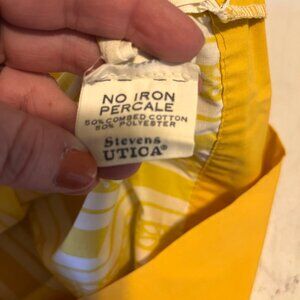 NO IRON
PERCALE
50% COMBED COTTON
50% POLYESTER
Stevens
UTICA®